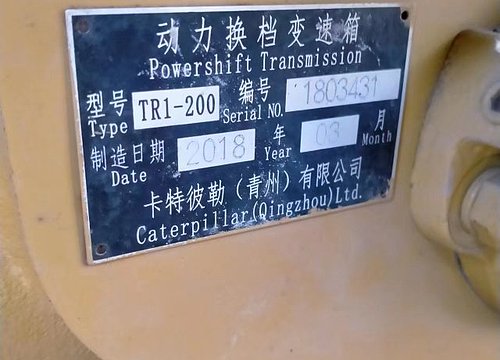 动力换档变速箱
Powershift Transmission
型号 TR1-200 编号 1803431
Type Serial NO.
制造日期 2018 年 03 月
Date Year Month
卡特彼勒（青州）有限公司
Caterpillar(Qingzhou)Ltd.